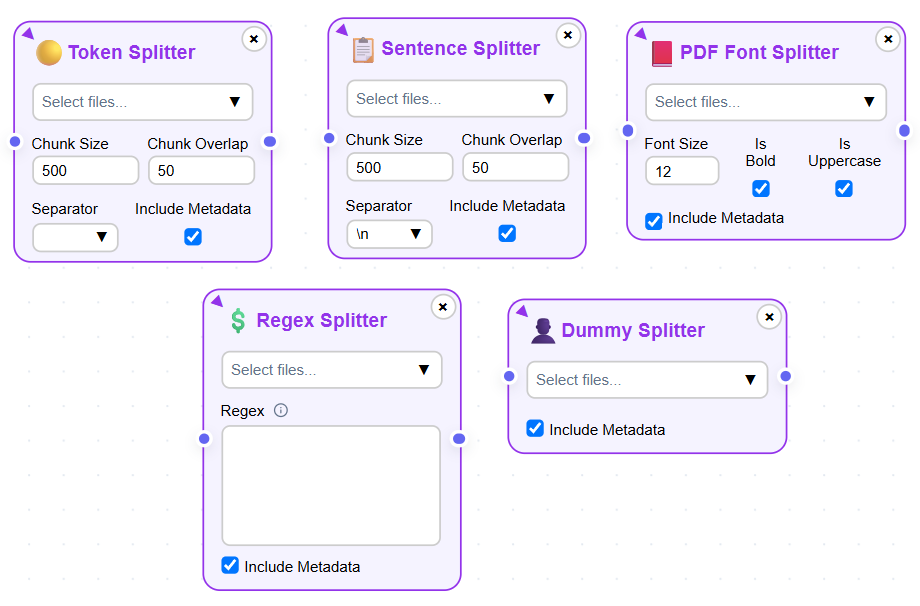 Token Splitter
Select files...
Chunk Size Chunk Overlap
500 50
Separator Include Metadata
Sentence Splitter
Select files...
Chunk Size Chunk Overlap
500 50
Separator Include Metadata
\n
PDF Font Splitter
Select files...
Font Size Is Bold Is Uppercase
12
Include Metadata
Regex Splitter
Select files...
Regex
Include Metadata
Dummy Splitter
Select files...
Include Metadata